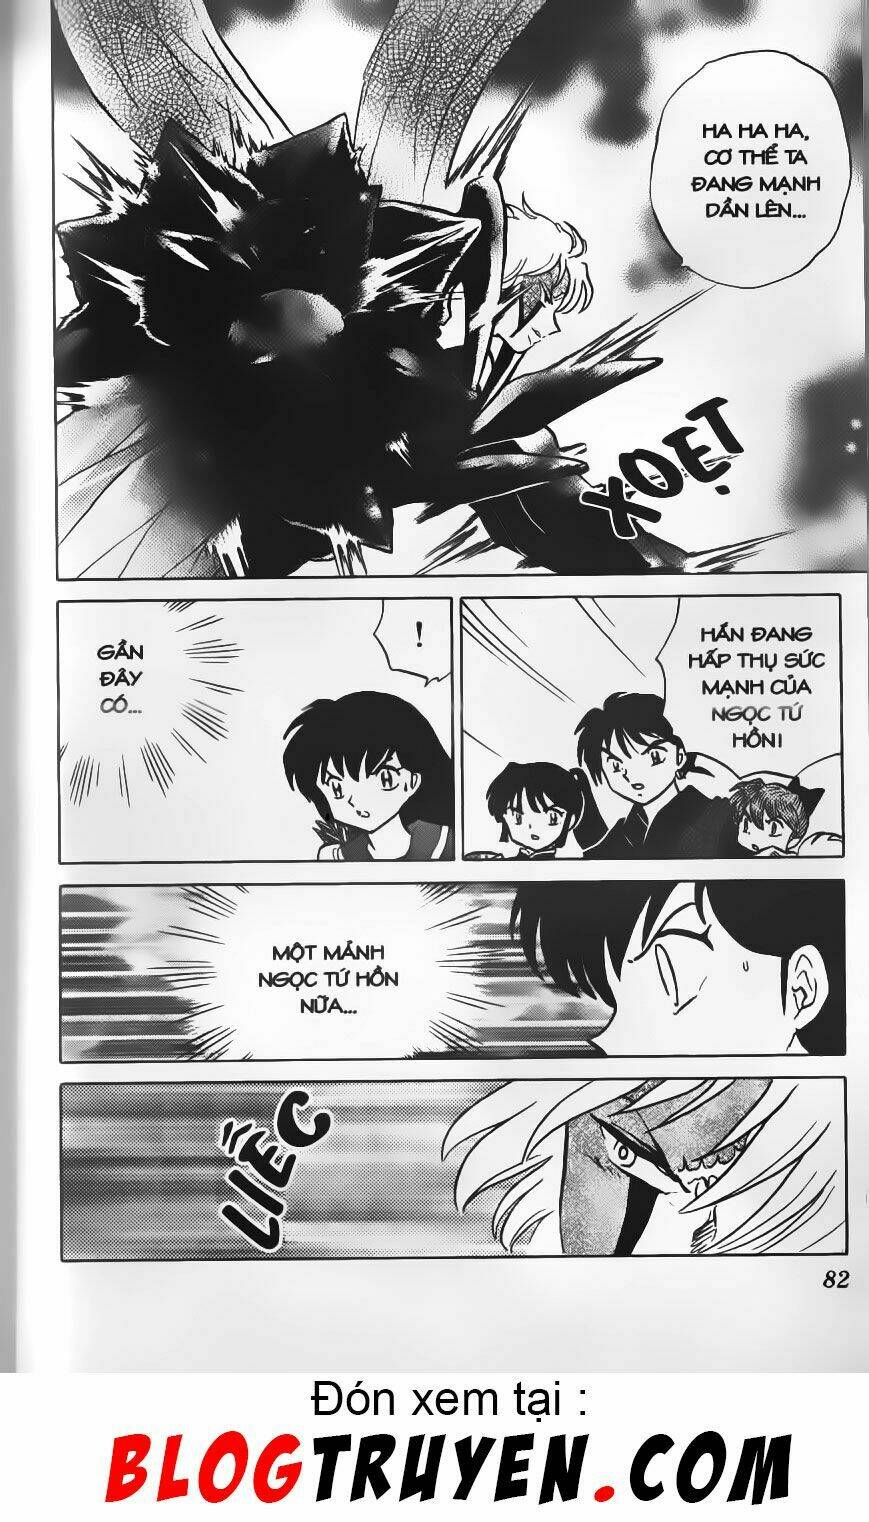 HA HA HA,
CƠ THỂ TA
ĐANG MẠNH
DẦN LÊN...
XOẸT
HẮN ĐANG
HẤP THỤ SỨC
MẠNH CỦA
NGỌC TỨ
HỒN!
!
GẦN
ĐÂY
CÓ...
MỘT MẢNH
NGỌC TỨ HỒN
NỮA...
LIẾC
82
Đón xem tại :
BLOGTRUYEN.COM